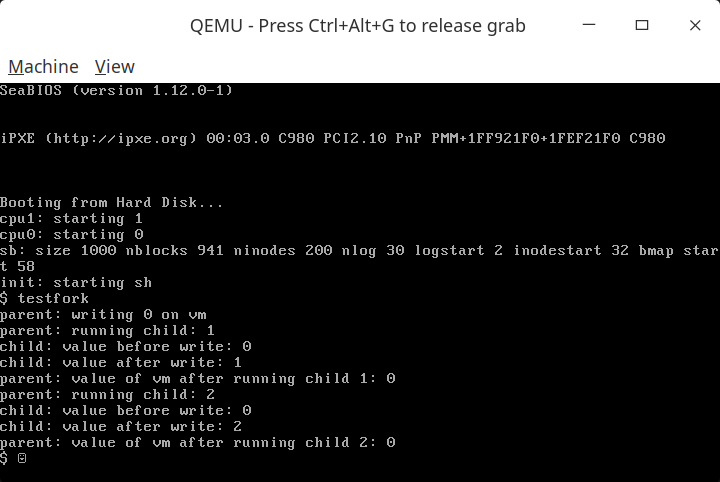 QEMU - Press Ctrl+Alt+G to release grab
Machine View
SeaBIOS (version 1.12.0-1)
iPXE (http://ipxe.org) 00:03.0 C980 PCI2.10 PnP PMM+1FF921F0+1FEF21F0 C980
Booting from Hard Disk...
cpu1: starting 1
cpu0: starting 0
sb: size 1000 nblocks 941 ninodes 200 nlog 30 logstart 2 inodestart 32 bmap star
t 58
init: starting sh
$ testfork
parent: writing 0 on vm
parent: running child: 1
child: value before write: 0
child: value after write: 1
parent: value of vm after running child 1: 0
parent: running child: 2
child: value before write: 0
child: value after write: 2
parent: value of vm after running child 2: 0
$